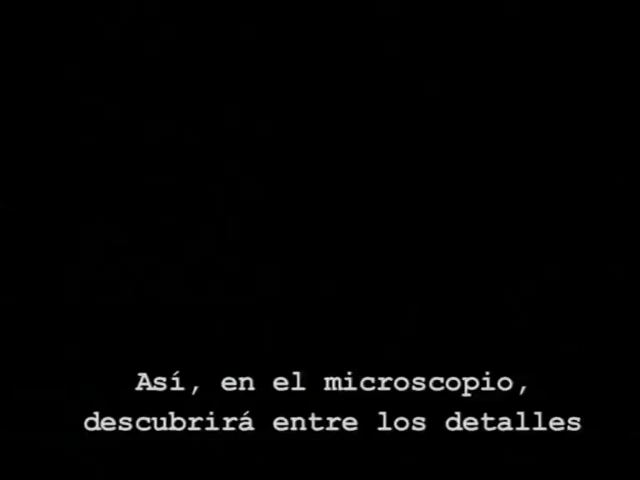 Así, en el microscopio,
descubrirá entre los detalles